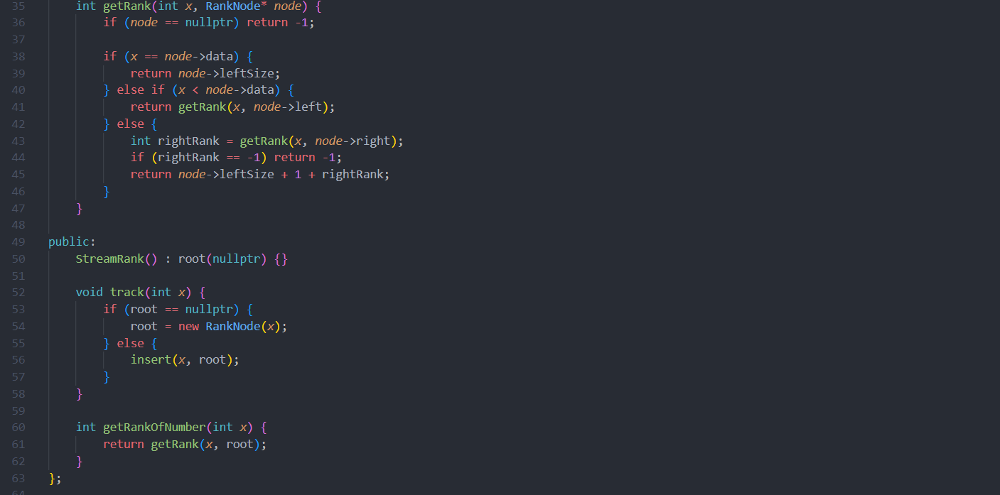 35 int getRank(int x, RankNode* node) {
36 if (node == nullptr) return -1;
37
38 if (x == node->data) {
39 return node->leftSize;
40 } else if (x < node->data) {
41 return getRank(x, node->left);
42 } else {
43 int rightRank = getRank(x, node->right);
44 if (rightRank == -1) return -1;
45 return node->leftSize + 1 + rightRank;
46 }
47 }
48
49 public:
50 StreamRank() : root(nullptr) {}
51
52 void track(int x) {
53 if (root == nullptr) {
54 root = new RankNode(x);
55 } else {
56 insert(x, root);
57 }
58 }
59
60 int getRankOfNumber(int x) {
61 return getRank(x, root);
62 }
63 };
64